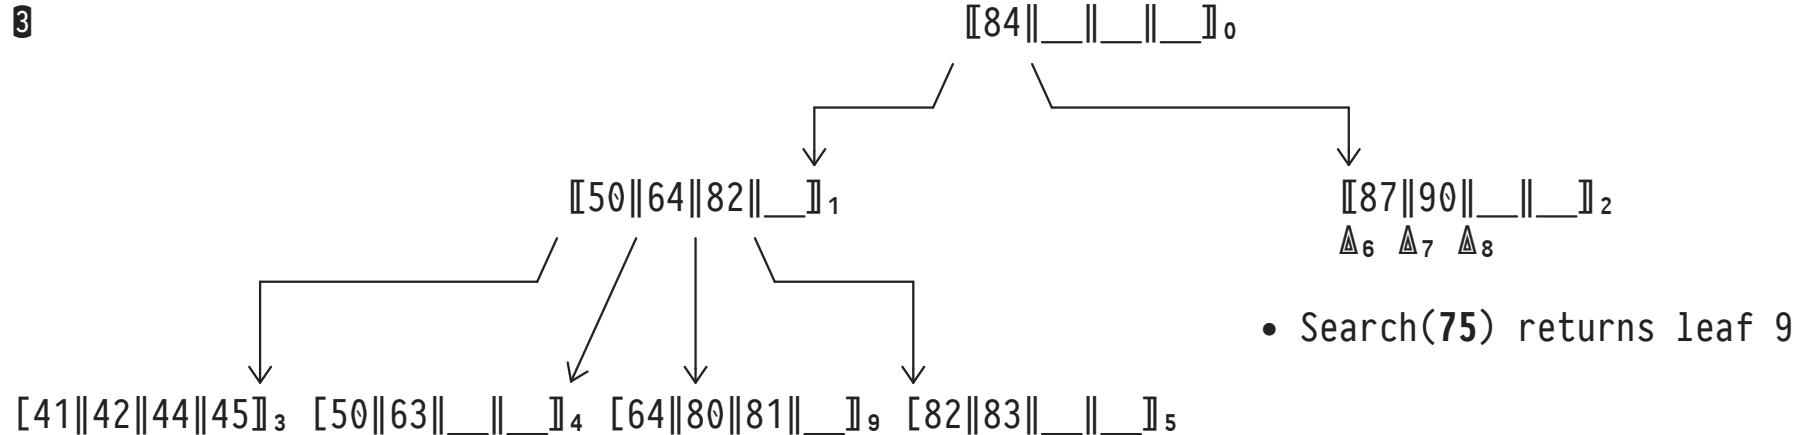 3
⟦84‖__‖__‖__⟧₀
⟦50‖64‖82‖__⟧₁
⟦87‖90‖__‖__⟧₂
◬₆ ◬₇ ◬₈
• Search(75) returns leaf 9
[41‖42‖44‖45⟧₃ [50‖63‖__‖__⟧₄ [64‖80‖81‖__⟧₉ [82‖83‖__‖__⟧₅